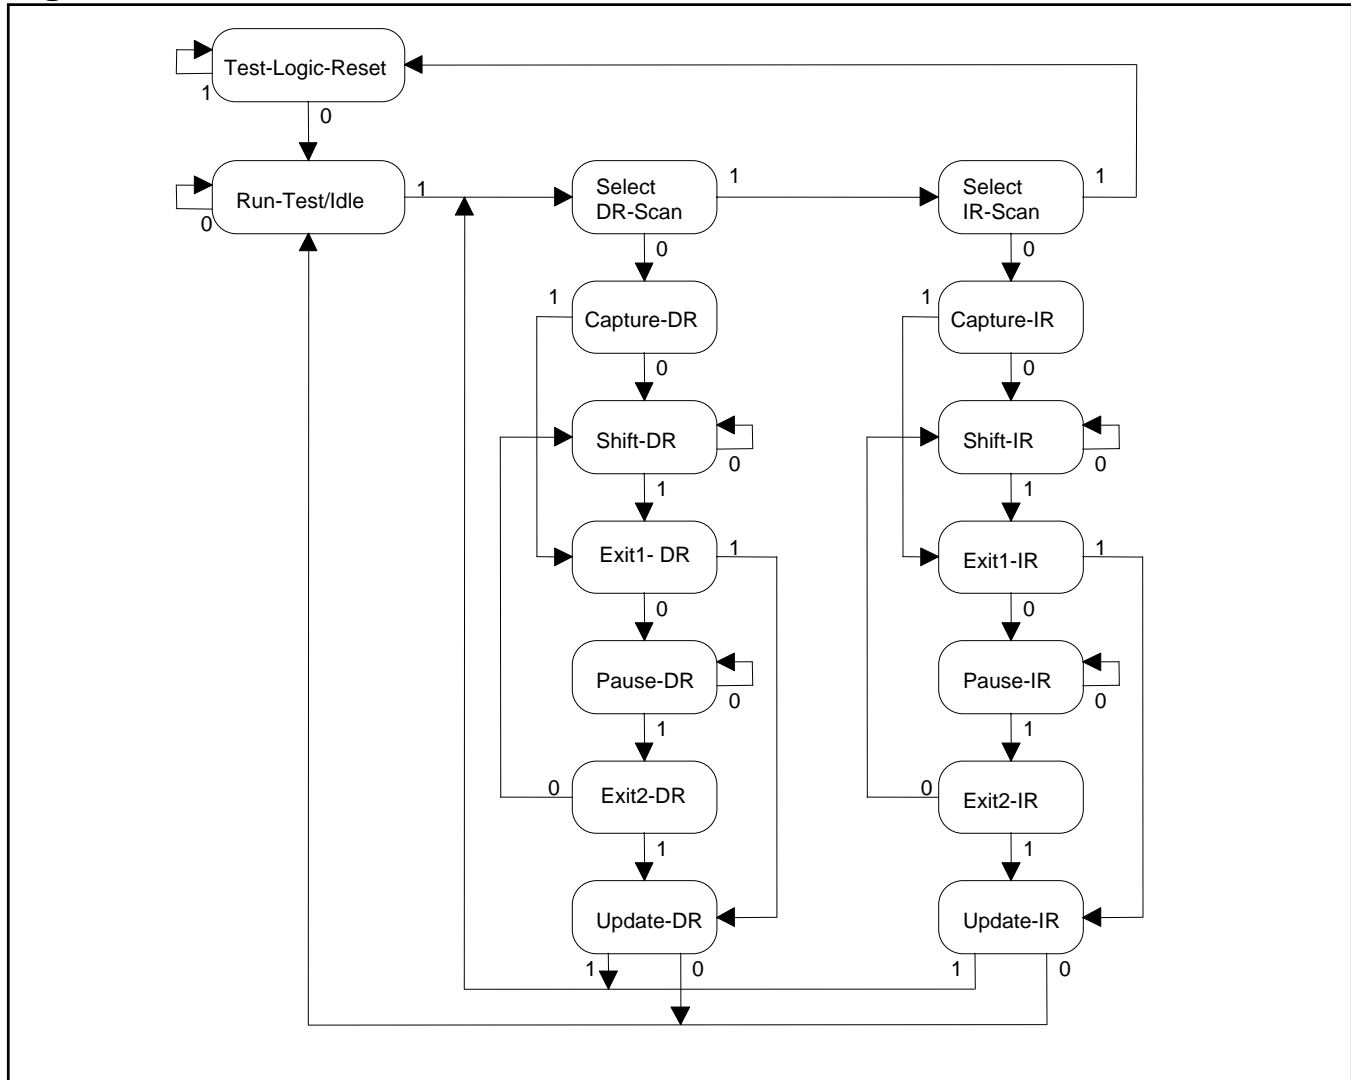 Test-Logic-Reset
1
0
Run-Test/Idle
0
1
Select
DR-Scan
1
0
Select
IR-Scan
1
0
1
Capture-DR
0
1
Capture-IR
0
Shift-DR
0
1
Shift-IR
0
1
Exit1- DR
1
0
Exit1-IR
1
0
Pause-DR
0
1
Pause-IR
0
1
0
Exit2-DR
1
0
Exit2-IR
1
Update-DR
1
0
Update-IR
1
0